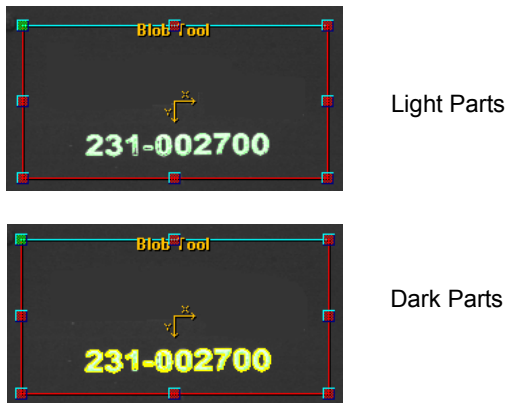 Blob Tool
X
Y
231-002700
Light Parts
Blob Tool
X
Y
231-002700
Dark Parts